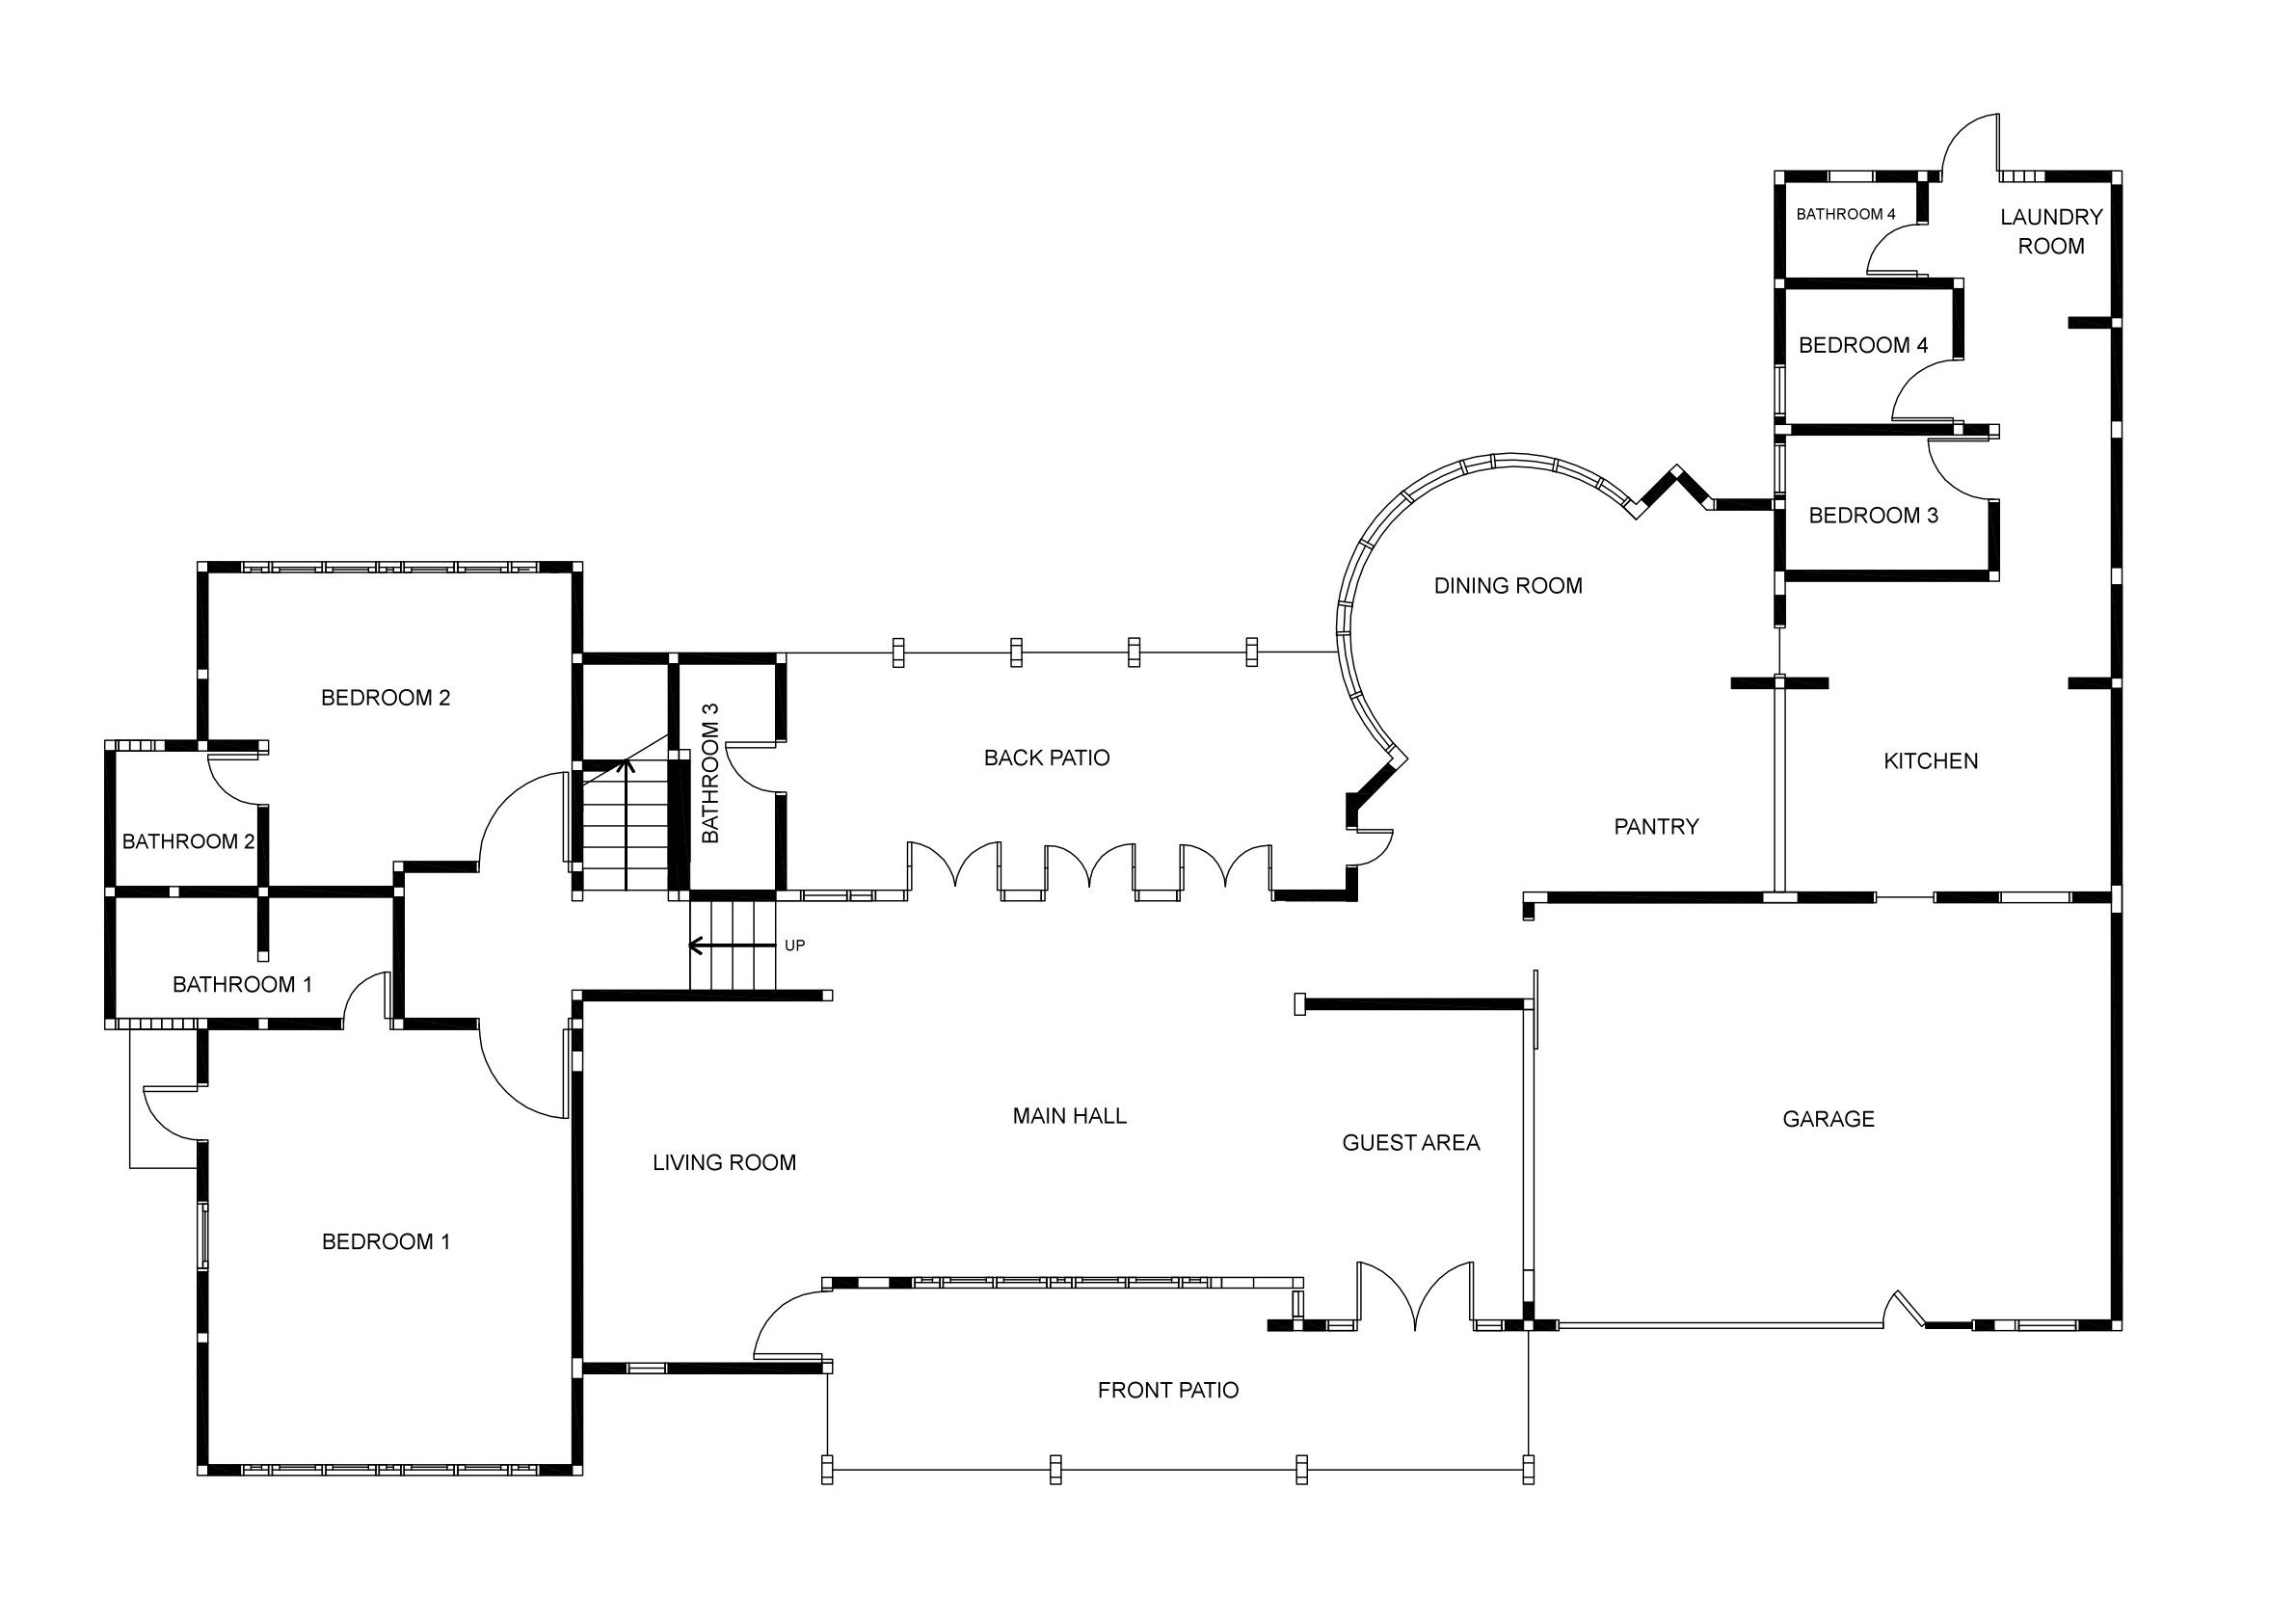 BATHROOM 4
LAUNDRY
ROOM
BEDROOM 4
BEDROOM 3
DINING ROOM
BEDROOM 2
BATHROOM 3
BACK PATIO
KITCHEN
BATHROOM 2
PANTRY
UP
BATHROOM 1
MAIN HALL
GARAGE
GUEST AREA
LIVING ROOM
BEDROOM 1
FRONT PATIO